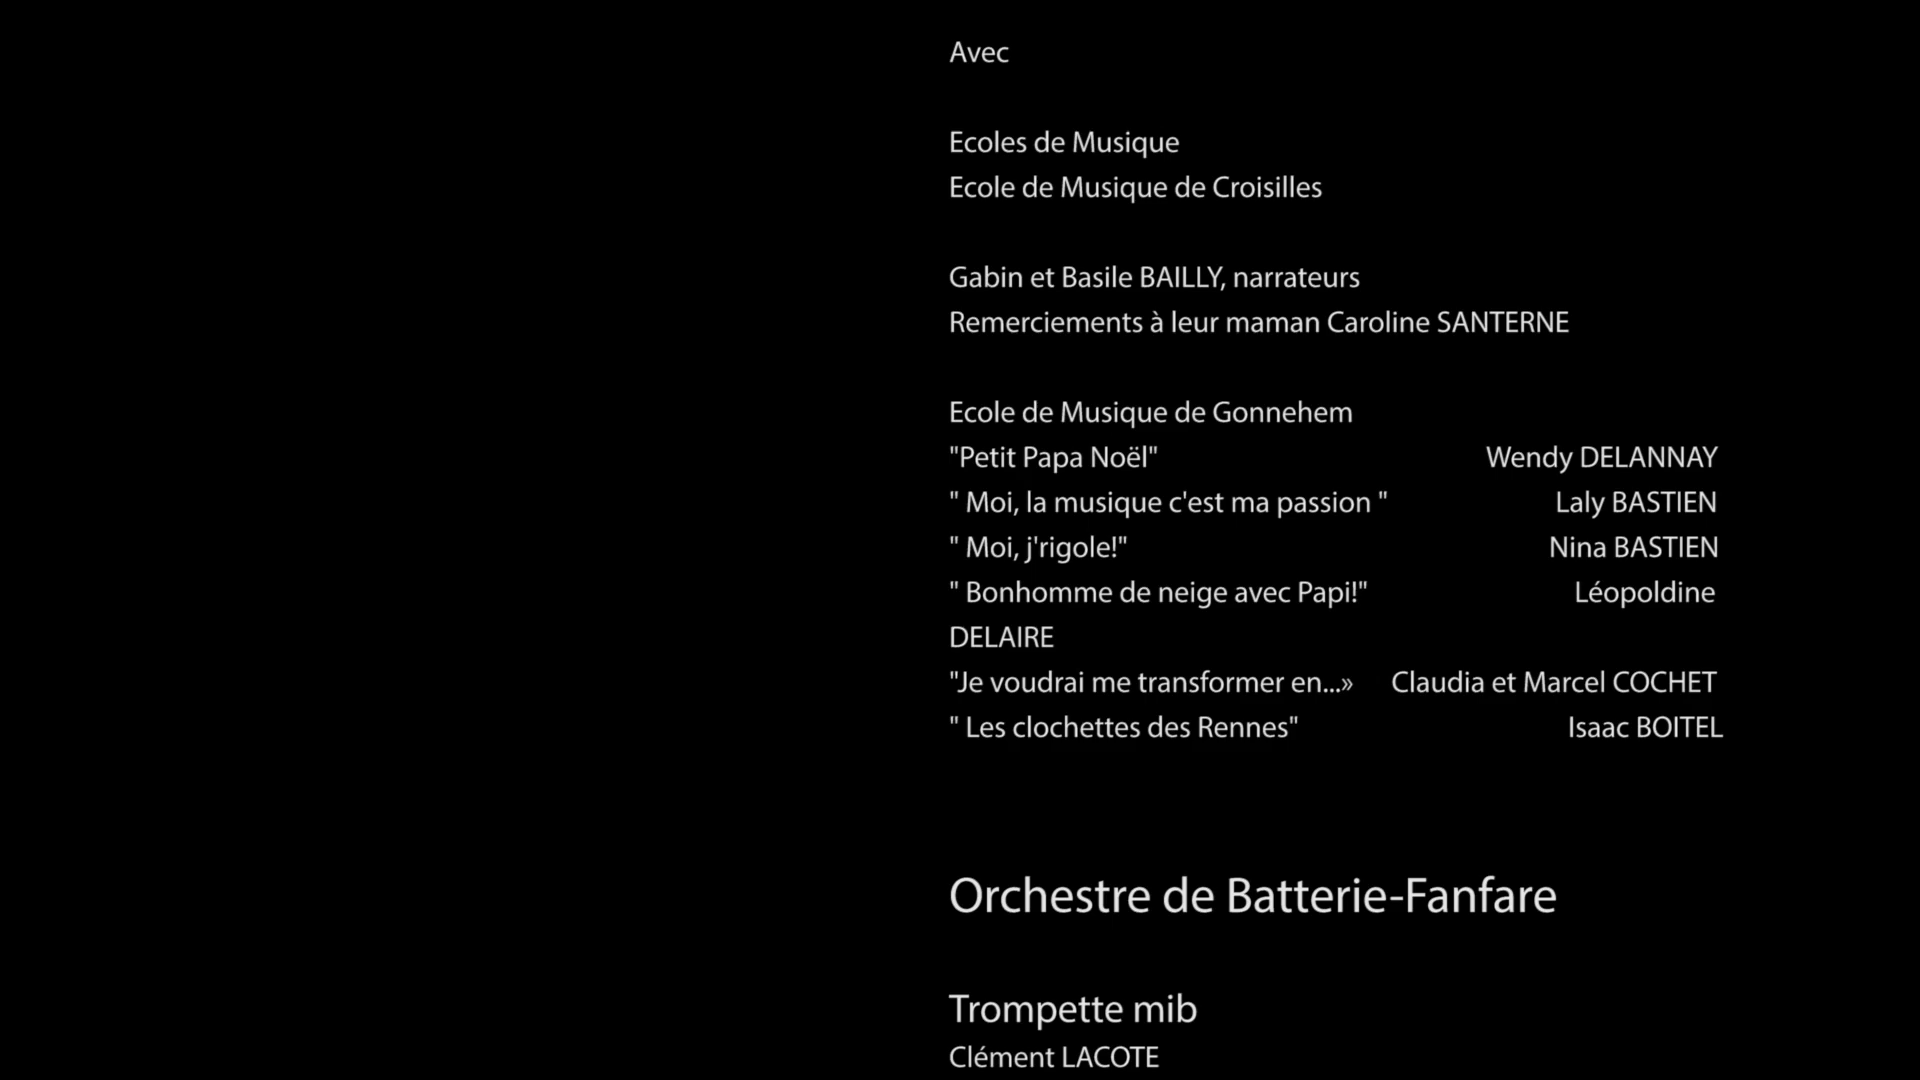 Avec
Ecoles de Musique
Ecole de Musique de Croisilles
Gabin et Basile BAILLY, narrateurs
Remerciements à leur maman Caroline SANTERNE
Ecole de Musique de Gonnehem
"Petit Papa Noël" Wendy DELANNAY
" Moi, la musique c'est ma passion " Laly BASTIEN
" Moi, j'rigole!" Nina BASTIEN
" Bonhomme de neige avec Papi!" Léopoldine
DELAIRE
"Je voudrai me transformer en...» Claudia et Marcel COCHET
" Les clochettes des Rennes" Isaac BOITEL
Orchestre de Batterie-Fanfare
Trompette mib
Clément LACOTE